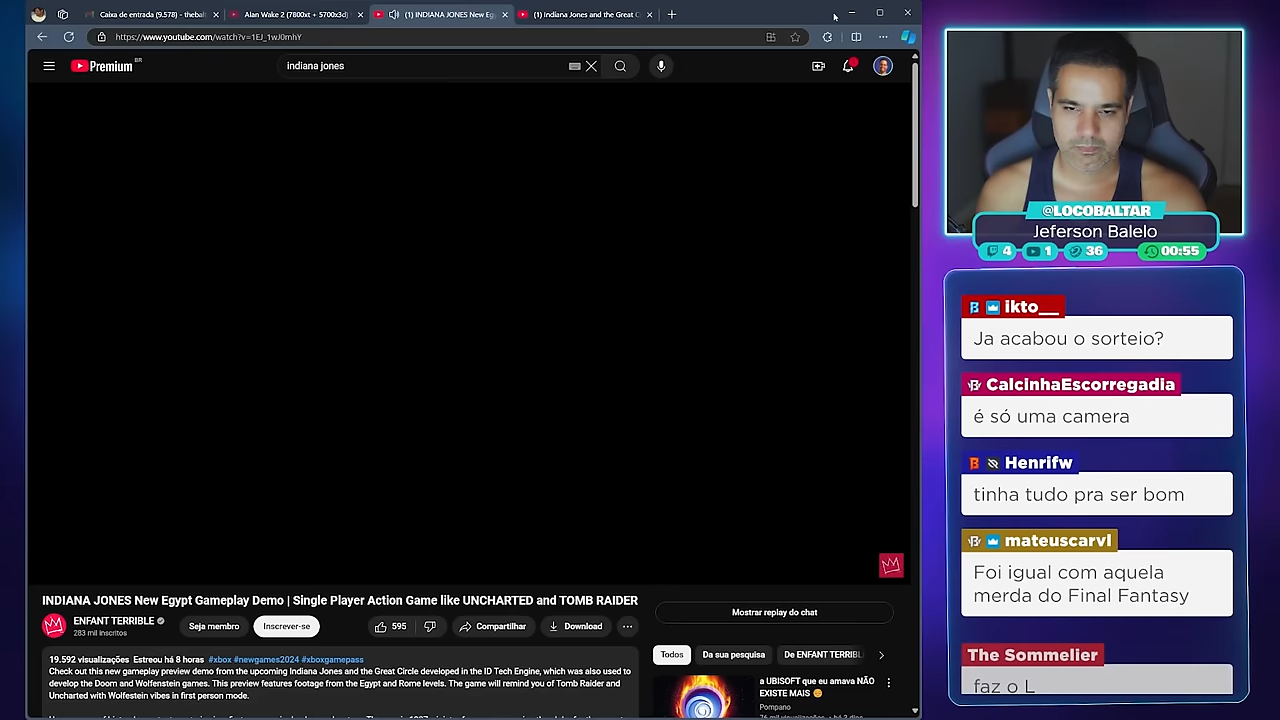 Caixa de entrada (9.578) - thebal
Alan Wake 2 (7800xt + 5700x3d)
(1) INDIANA JONES New Eg
(1) Indiana Jones and the Great C
https://www.youtube.com/watch?v=1EJ_1wJ0mhY
Premium BR
indiana jones
INDIANA JONES New Egypt Gameplay Demo | Single Player Action Game like UNCHARTED and TOMB RAIDER
ENFANT TERRIBLE
283 mil inscritos
Seja membro
Inscrever-se
595
Compartilhar
Download
19.592 visualizações Estreou há 8 horas #xbox #newgames2024 #xboxgamepass
Check out this new gameplay preview demo from the upcoming Indiana Jones and the Great Circle developed in the ID Tech Engine, which was also used to
develop the Doom and Wolfenstein games. This preview features footage from the Egypt and Rome levels. The game will remind you of Tomb Raider and
Uncharted with Wolfestein vibes in first person mode.
Mostrar replay do chat
Todos
Da sua pesquisa
De ENFANT TERRIBL
a UBISOFT que eu amava NÃO
EXISTE MAIS
Pompano
@LOCOBALTAR
Jeferson Balelo
4
1
36
00:55
ikto__
Ja acabou o sorteio?
CalcinhaEscorregadia
é só uma camera
Henrifw
tinha tudo pra ser bom
mateuscarvl
Foi igual com aquela
merda do Final Fantasy
The Sommelier
faz o L